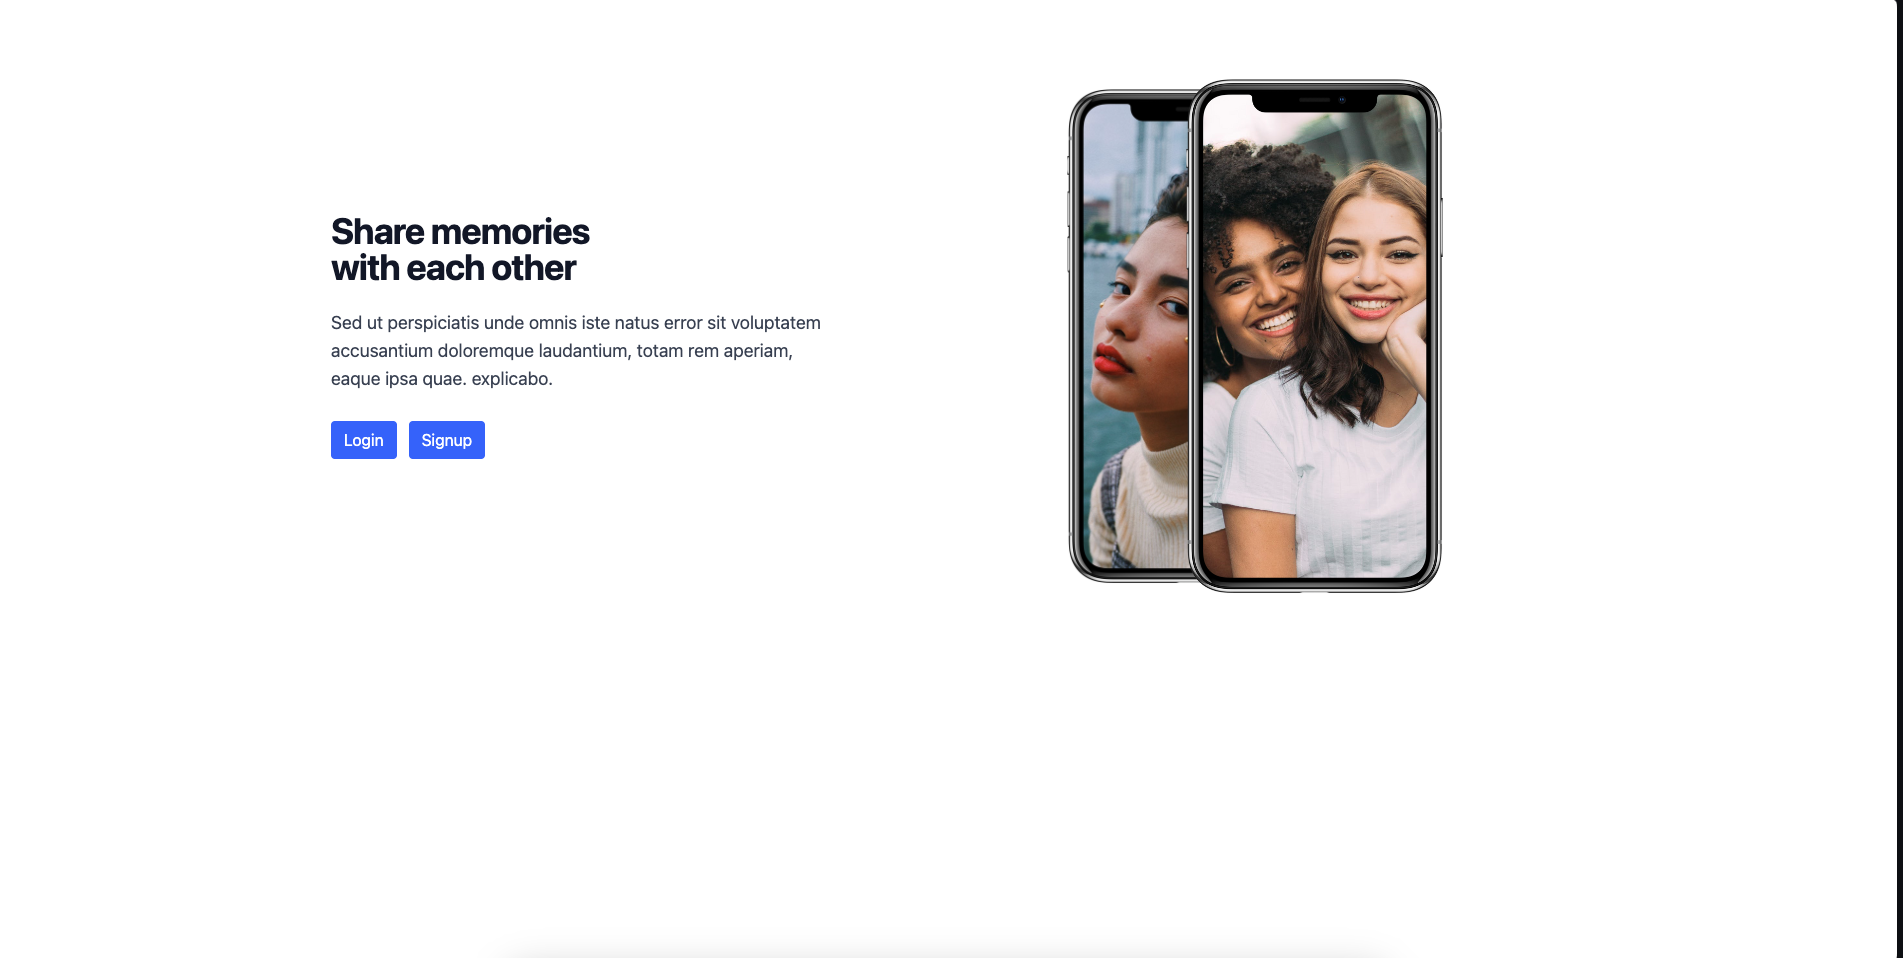 Share memories
with each other
Sed ut perspiciatis unde omnis iste natus error sit voluptatem
accusantium doloremque laudantium, totam rem aperiam,
eaque ipsa quae. explicabo.
Login Signup